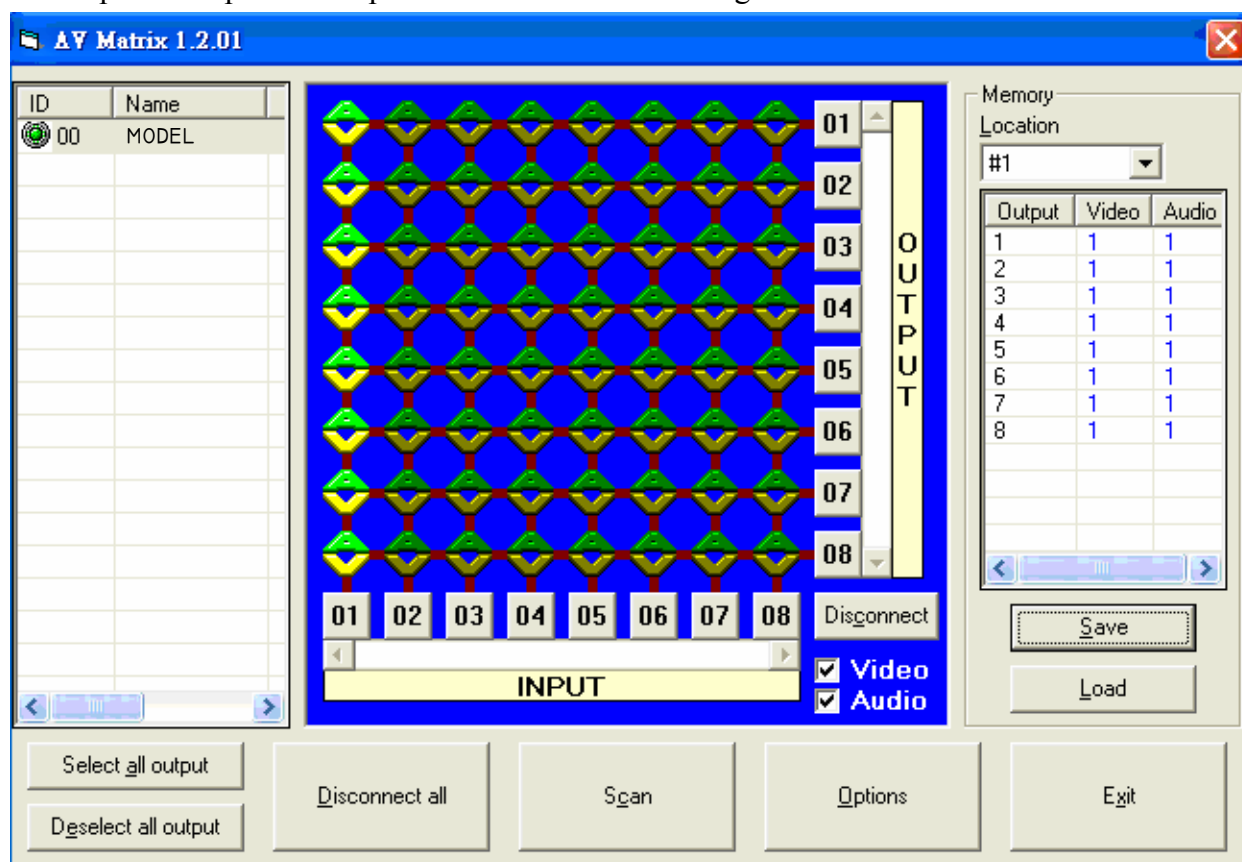 AV Matrix 1.2.01
ID Name
00 MODEL
01
02
03
04
05
06
07
08
OUTPUT
01 02 03 04 05 06 07 08
Disconnect
INPUT
Video
Audio
Memory
Location
#1
Output Video Audio
1 1 1
2 1 1
3 1 1
4 1 1
5 1 1
6 1 1
7 1 1
8 1 1
Save
Load
Select all output
Deselect all output
Disconnect all
Scan
Options
Exit